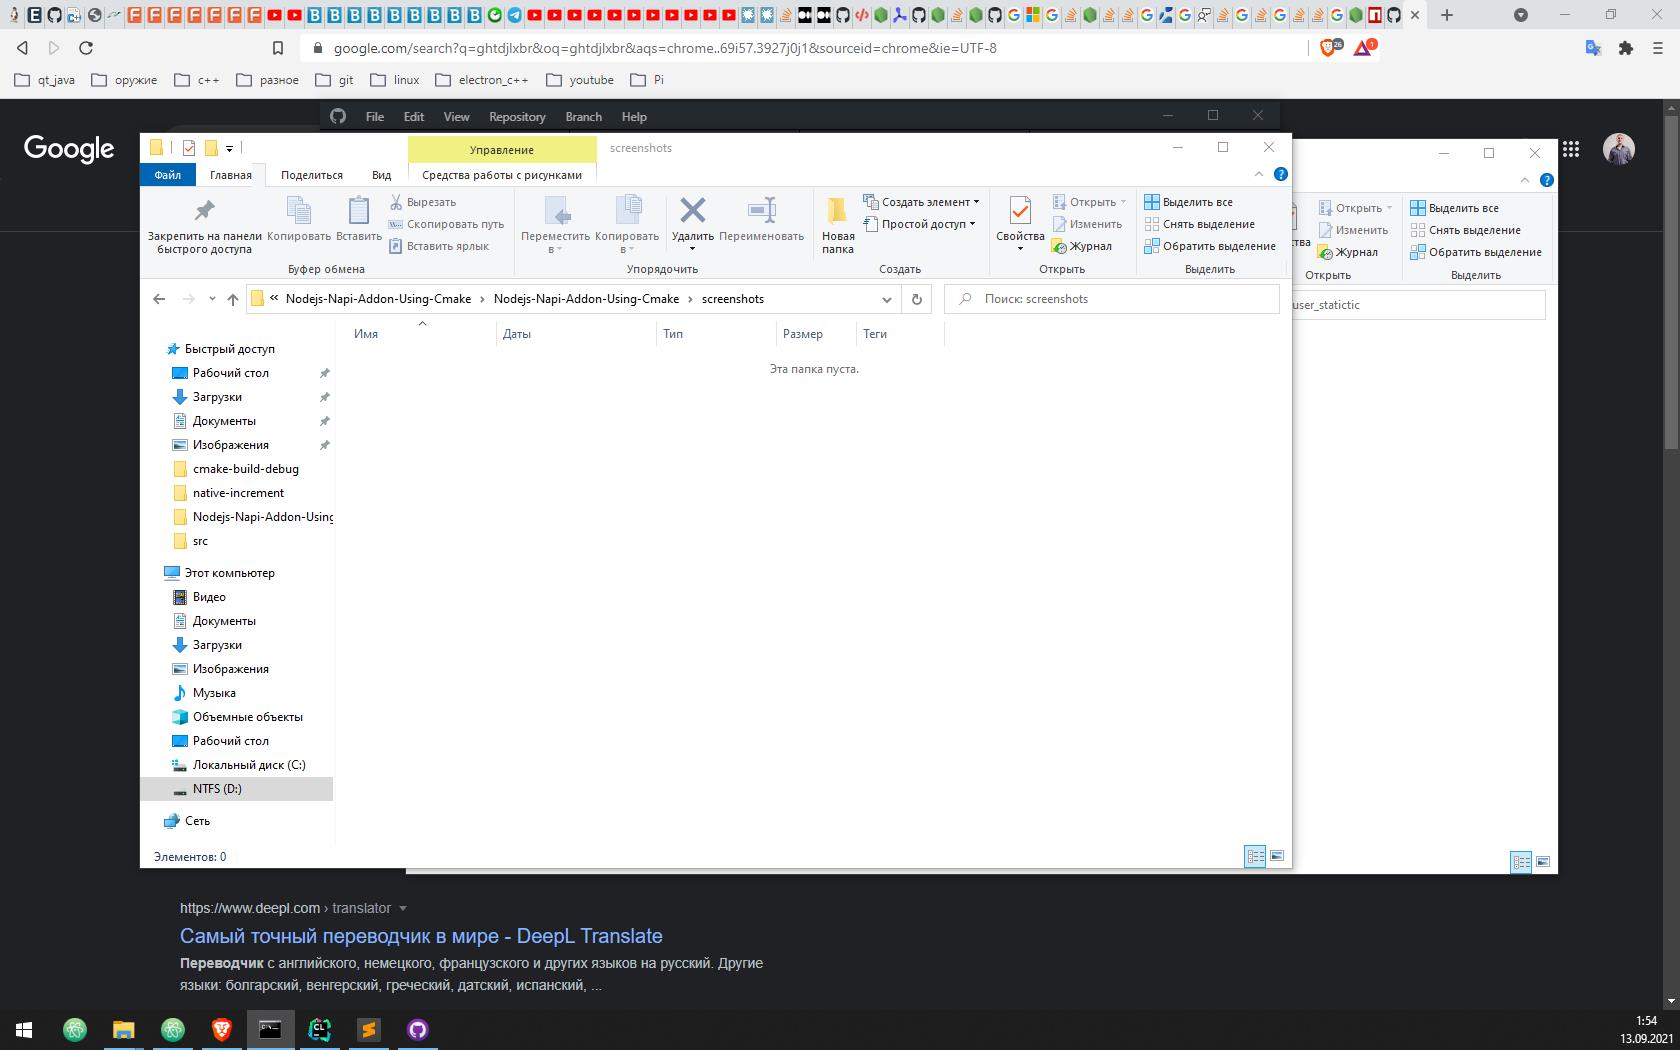 google.com/search?q=ghtdjlxbr&oq=ghtdjlxbr&aqs=chrome..69i57.3927j0j1&sourceid=chrome&ie=UTF-8
26
1
qt_java
оружие
c++
разное
git
linux
electron_c++
youtube
Pi
Google
File Edit View Repository Branch Help
Управление
screenshots
Файл
Главная
Поделиться
Вид
Средства работы с рисунками
Закрепить на панели
быстрого доступа
Копировать
Вставить
Вырезать
Скопировать путь
Вставить ярлык
Буфер обмена
Переместить
в
Копировать
в
Удалить
Переименовать
Упорядочить
Новая
папка
Создать элемент
Простой доступ
Создать
Свойства
Открыть
Изменить
Журнал
Открыть
Выделить все
Снять выделение
Обратить выделение
Выделить
ства
Открыть
Изменить
Журнал
Открыть
Выделить все
Снять выделение
Обратить выделение
Выделить
« Nodejs-Napi-Addon-Using-Cmake › Nodejs-Napi-Addon-Using-Cmake › screenshots
Поиск: screenshots
user_statictic
Имя
Даты
Тип
Размер
Теги
Эта папка пуста.
Быстрый доступ
Рабочий стол
Загрузки
Документы
Изображения
cmake-build-debug
native-increment
Nodejs-Napi-Addon-Using
src
Этот компьютер
Видео
Документы
Загрузки
Изображения
Музыка
Объемные объекты
Рабочий стол
Локальный диск (C:)
NTFS (D:)
Сеть
Элементов: 0
https://www.deepl.com › translator
Самый точный переводчик в мире - DeepL Translate
Переводчик с английского, немецкого, французского и других языков на русский. Другие
языки: болгарский, венгерский, греческий, датский, испанский, ...
1:54
13.09.2021